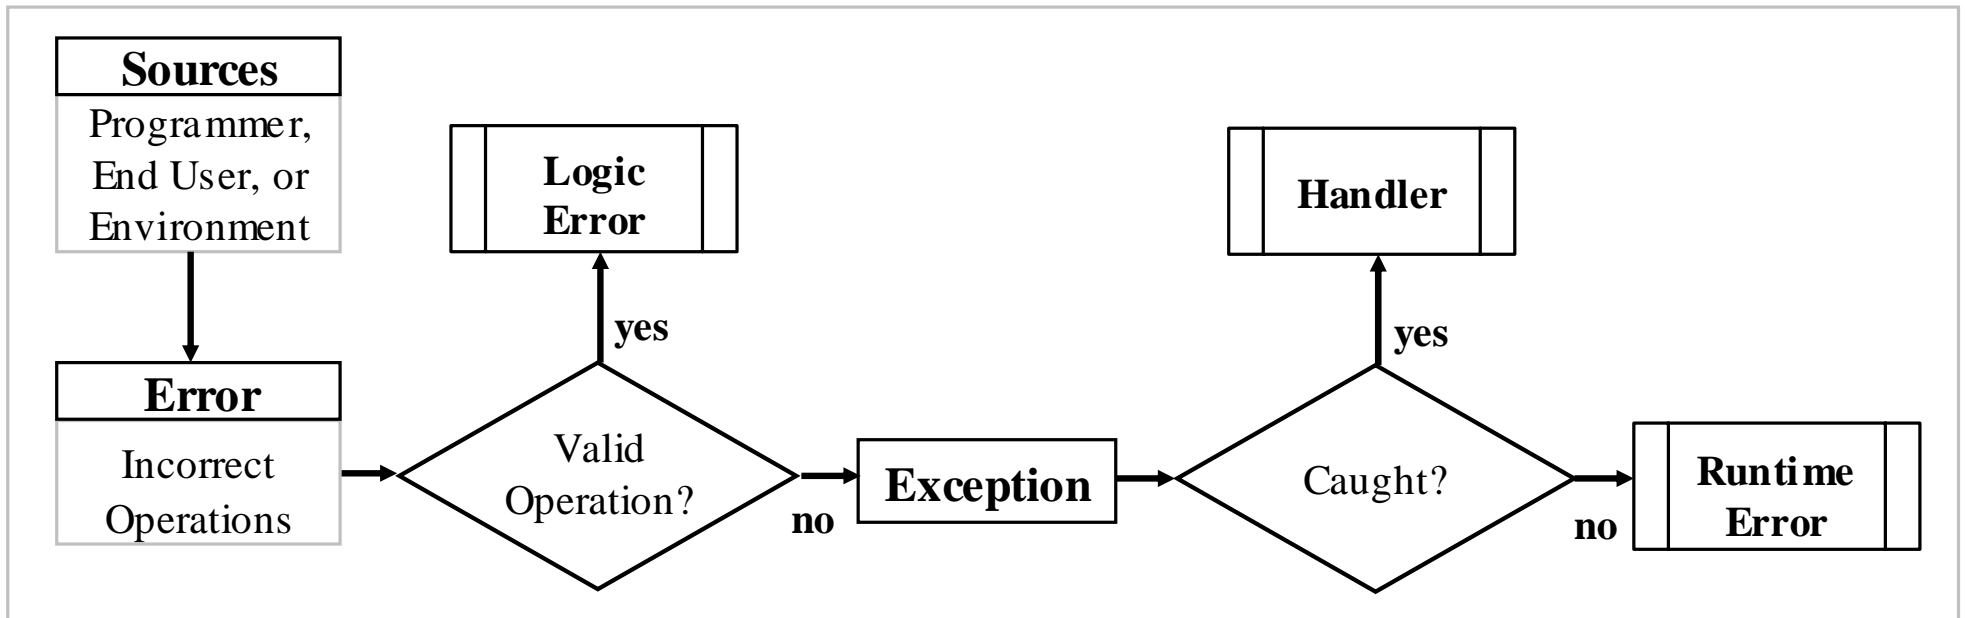 Sources
Programmer,
End User, or
Environment
Error
Incorrect
Operations
Logic
Error
yes
Valid
Operation?
no
Exception
Handler
yes
Caught?
no
Runtime
Error